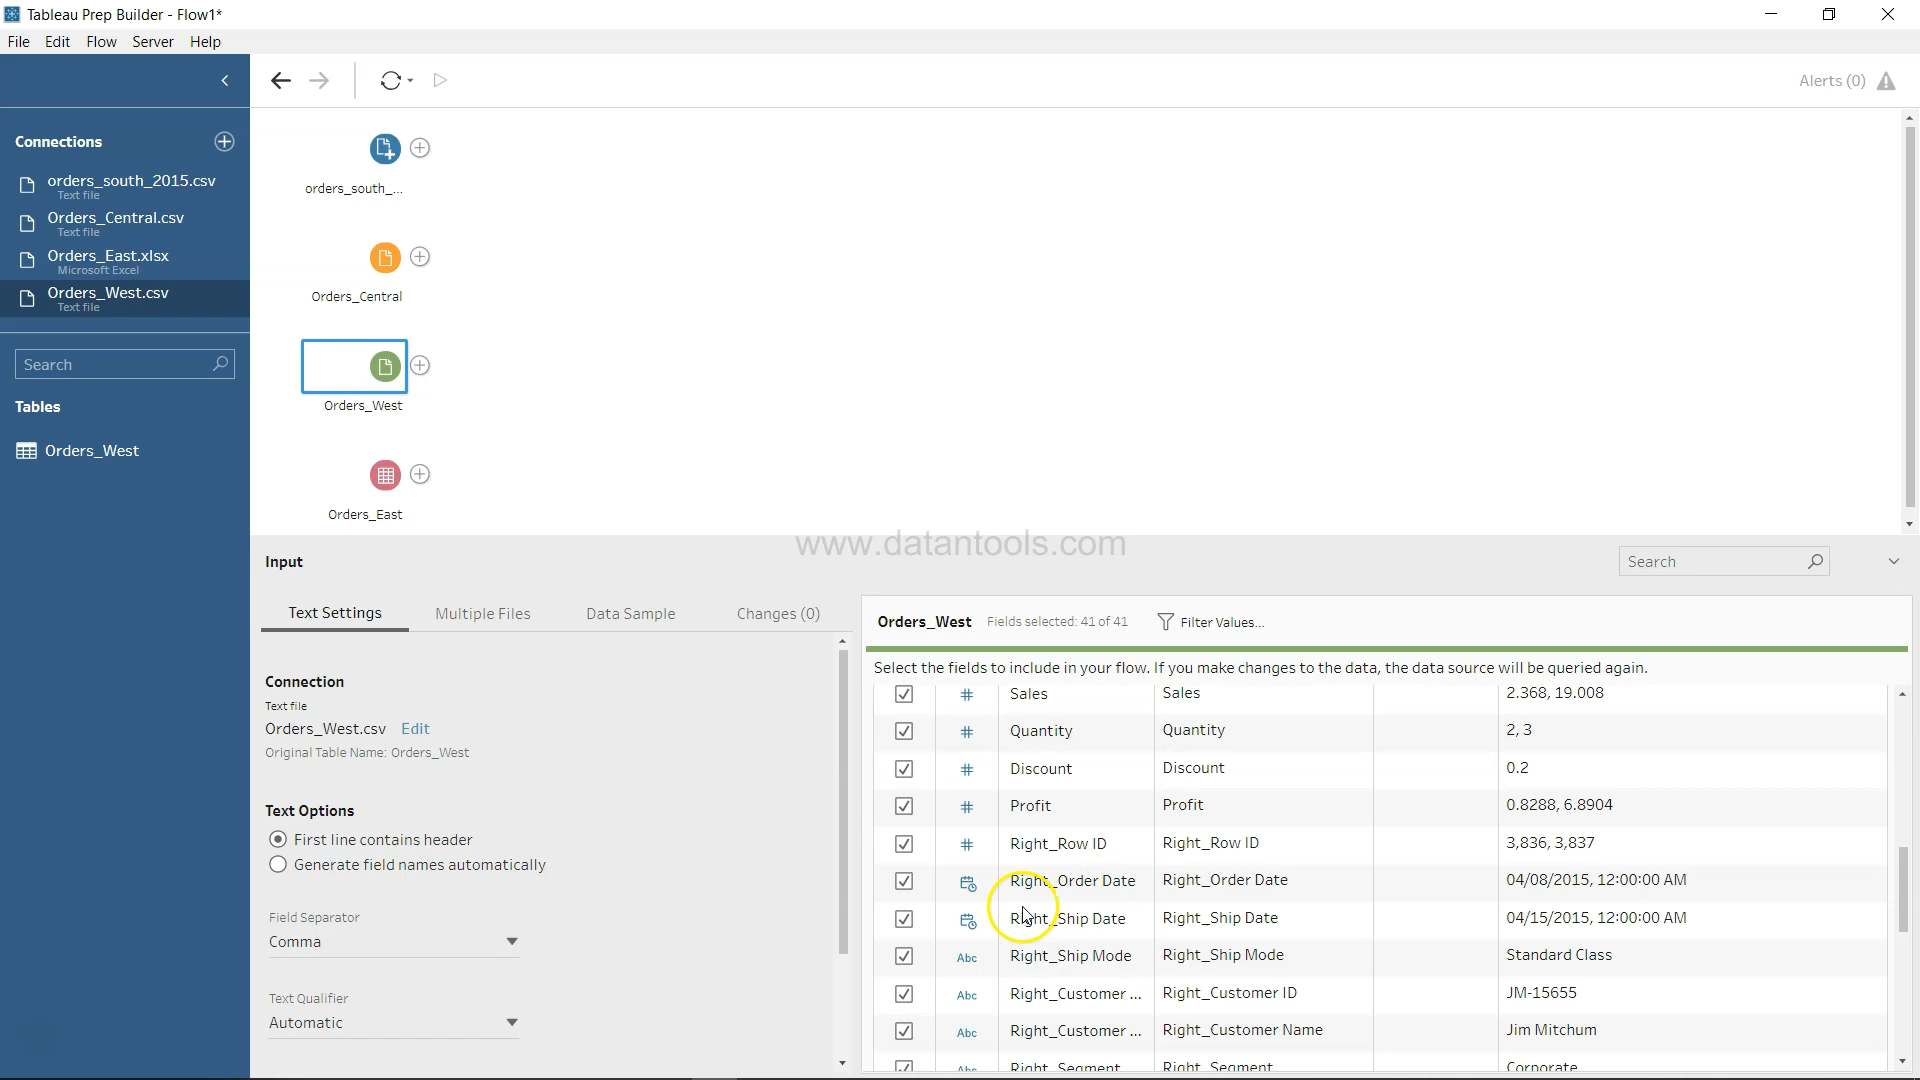 Tableau Prep Builder - Flow1*
File Edit Flow Server Help
Alerts (0)
Connections
orders_south_2015.csv
Text file
Orders_Central.csv
Text file
Orders_East.xlsx
Microsoft Excel
Orders_West.csv
Text file
Search
Tables
Orders_West
orders_south_...
Orders_Central
Orders_West
Orders_East
www.datantools.com
Input
Search
Text Settings Multiple Files Data Sample Changes (0)
Connection
Text file
Orders_West.csv Edit
Original Table Name: Orders_West
Text Options
First line contains header
Generate field names automatically
Field Separator
Comma
Text Qualifier
Automatic
Orders_West Fields selected: 41 of 41 Filter Values...
Select the fields to include in your flow. If you make changes to the data, the data source will be queried again.
# Sales Sales 2.368, 19.008
# Quantity Quantity 2, 3
# Discount Discount 0.2
# Profit Profit 0.8288, 6.8904
# Right_Row ID Right_Row ID 3,836, 3,837
Right_Order Date Right_Order Date 04/08/2015, 12:00:00 AM
Right_Ship Date Right_Ship Date 04/15/2015, 12:00:00 AM
Abc Right_Ship Mode Right_Ship Mode Standard Class
Abc Right_Customer ... Right_Customer ID JM-15655
Abc Right_Customer ... Right_Customer Name Jim Mitchum
Abc Right_Segment Right_Segment Corporate